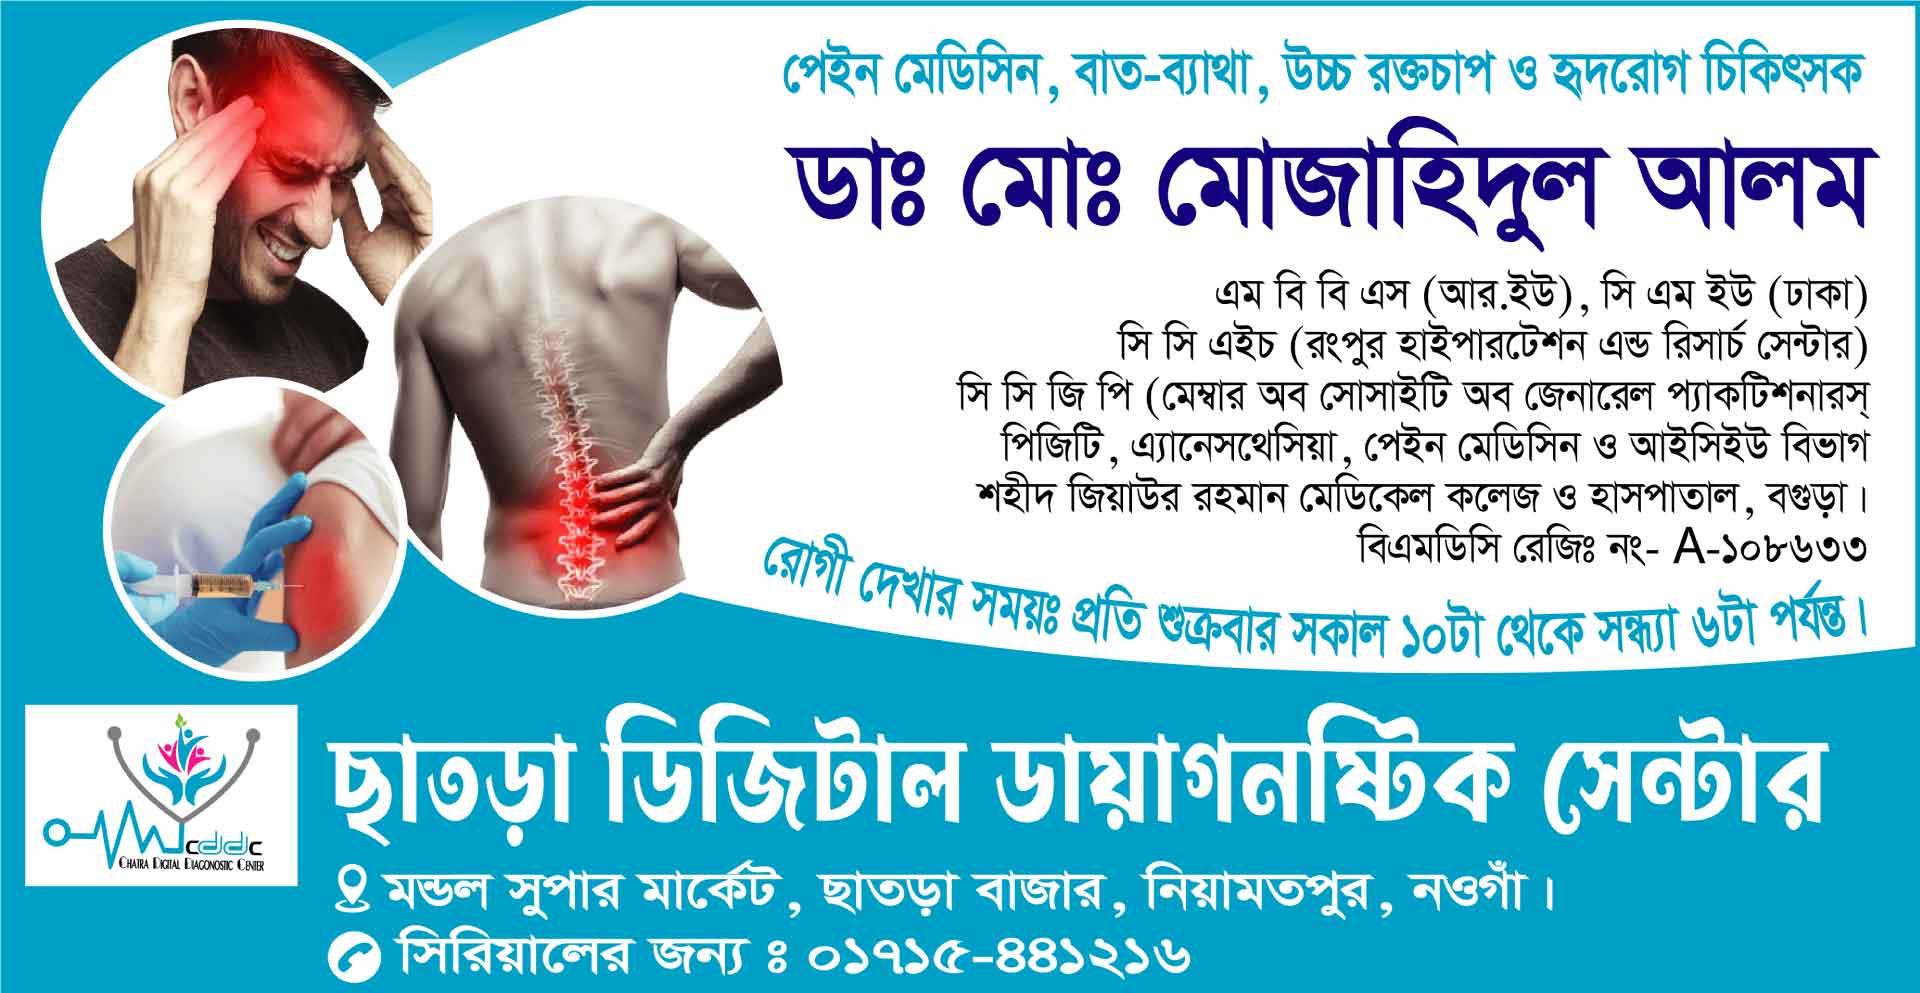 পেইন মেডিসিন, বাত-ব্যাথা, উচ্চ রক্তচাপ ও হৃদরোগ চিকিৎসক
ডাঃ মোঃ মোজাহিদুল আলম
এম বি বি এস (আর.ইউ), সি এম ইউ (ঢাকা)
সি সি এইচ (রংপুর হাইপারটেশন এন্ড রিসার্চ সেন্টার)
সি সি জি পি (মেম্বার অব সোসাইটি অব জেনারেল প্যাকটিশনারস্
পিজিটি, এ্যানেসথেসিয়া, পেইন মেডিসিন ও আইসিইউ বিভাগ
শহীদ জিয়াউর রহমান মেডিকেল কলেজ ও হাসপাতাল, বগুড়া।
বিএমডিসি রেজিঃ নং- A-১০৮৬৩৩
রোগী দেখার সময়ঃ প্রতি শুক্রবার সকাল ১০টা থেকে সন্ধ্যা ৬টা পর্যন্ত।
ছাতড়া ডিজিটাল ডায়াগনষ্টিক সেন্টার
cddc
CHATRA DIGITAL DIAGONOSTIC CENTER
মন্ডল সুপার মার্কেট, ছাতড়া বাজার, নিয়ামতপুর, নওগাঁ।
সিরিয়ালের জন্য ঃ ০১৭১৫-৪৪১২১৬